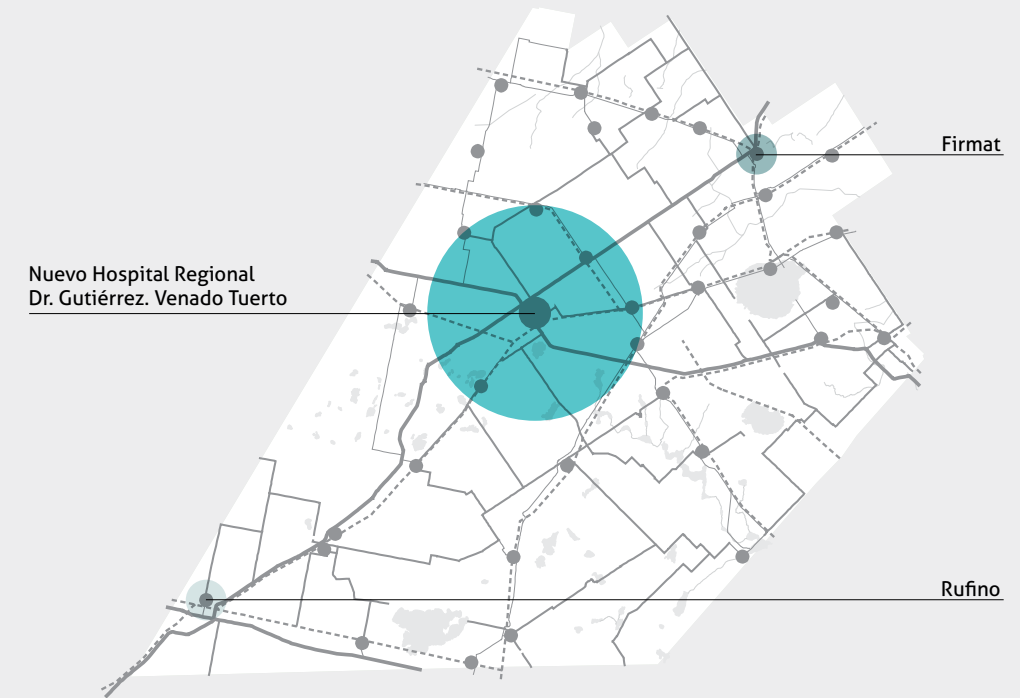 Firmat
Nuevo Hospital Regional
Dr. Gutiérrez. Venado Tuerto
Rufino